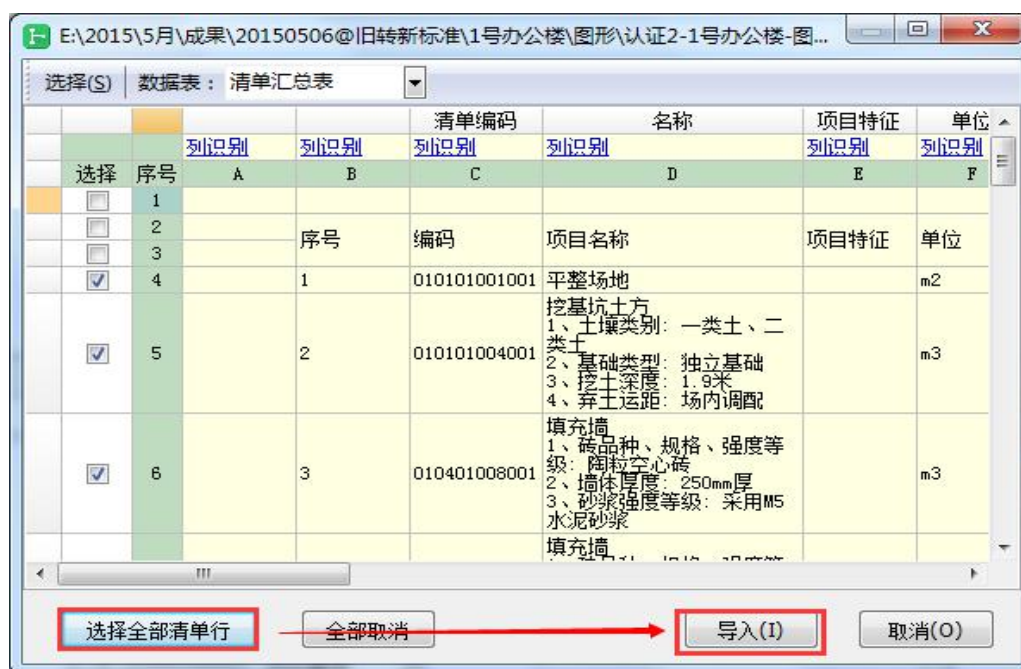 E:\2015\5月\成果\20150506@旧转新标准\1号办公楼\图形\认证2-1号办公楼-图...
选择(S) 数据表： 清单汇总表
清单编码 名称 项目特征 单位
列识别 列识别 列识别 列识别 列识别 列识别
选择 序号 A B C D E F
1
2
序号 编码 项目名称 项目特征 单位
3
4 1 010101001001 平整场地 m2
挖基坑土方
1、土壤类别：一类土、二
类土
5 2 010101004001 m3
2、基础类型：独立基础
3、挖土深度：1.9米
4、弃土运距：场内调配
填充墙
1、砖品种、规格、强度等
级：陶粒空心砖
6 3 010401008001 m3
2、墙体厚度：250mm厚
3、砂浆强度等级：采用M5
水泥砂浆
填充墙
选择全部清单行 全部取消 导入(I) 取消(O)